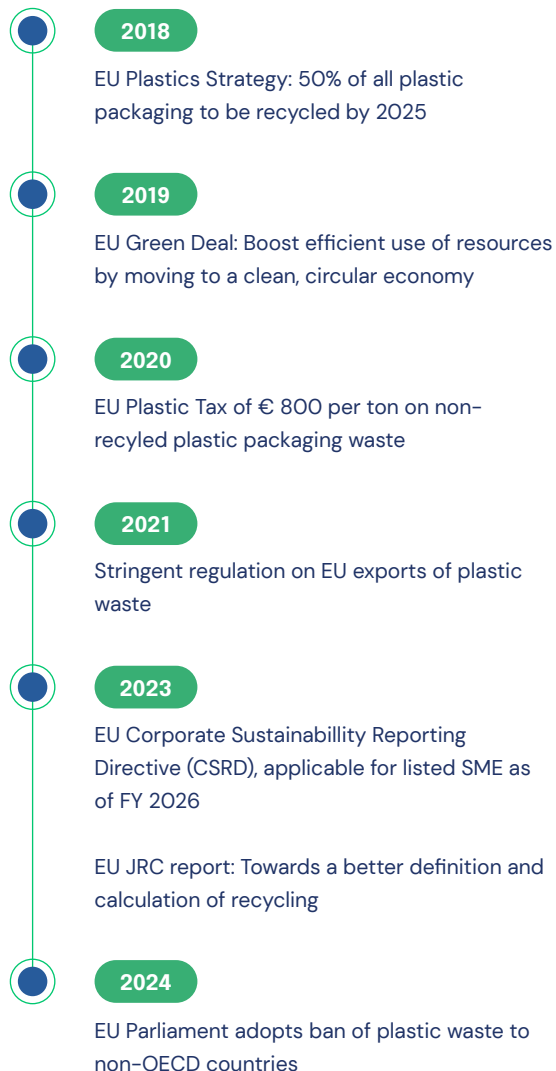 2018
EU Plastics Strategy: 50% of all plastic
packaging to be recycled by 2025
2019
EU Green Deal: Boost efficient use of resources
by moving to a clean, circular economy
2020
EU Plastic Tax of € 800 per ton on non-
recyled plastic packaging waste
2021
Stringent regulation on EU exports of plastic
waste
2023
EU Corporate Sustainabillity Reporting
Directive (CSRD), applicable for listed SME as
of FY 2026
EU JRC report: Towards a better definition and
calculation of recycling
2024
EU Parliament adopts ban of plastic waste to
non-OECD countries